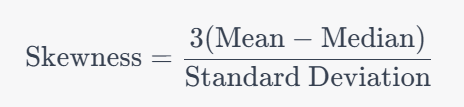 Skewness = 3(Mean − Median) / Standard Deviation